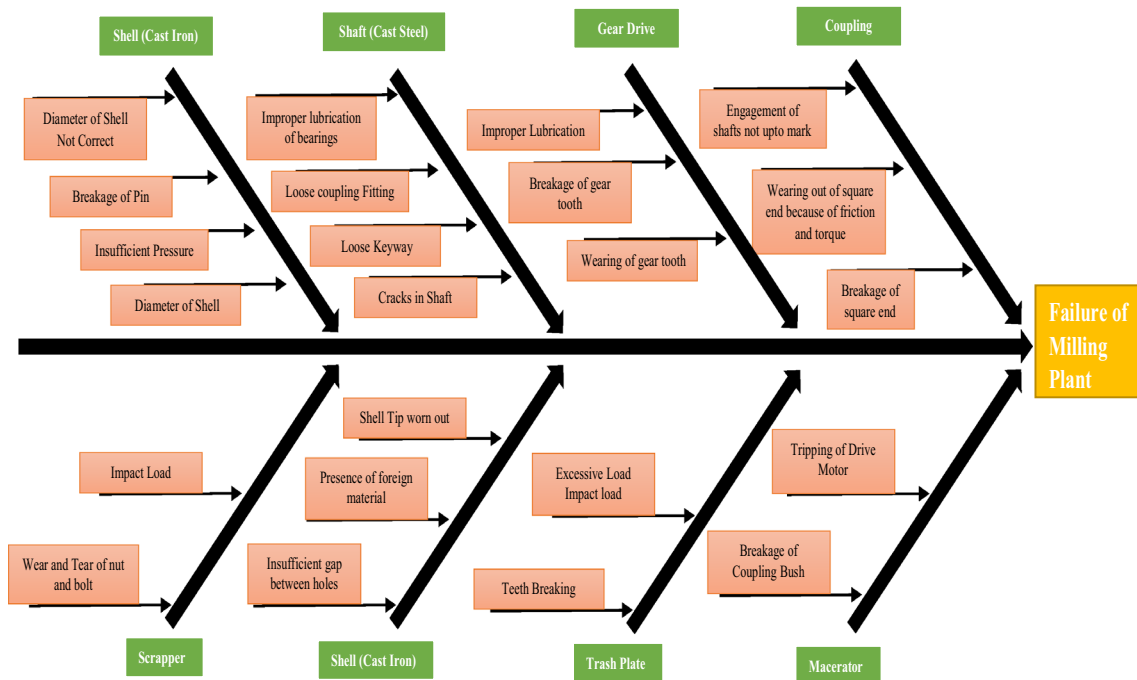 Shell (Cast Iron)
Shaft (Cast Steel)
Gear Drive
Coupling
Diameter of Shell
Not Correct
Breakage of Pin
Insufficient Pressure
Diameter of Shell
Improper lubrication
of bearings
Loose coupling Fitting
Loose Keyway
Cracks in Shaft
Improper Lubrication
Breakage of gear
tooth
Wearing of gear tooth
Engagement of
shafts not upto mark
Wearing out of square
end because of friction
and torque
Breakage of
square end
Failure of
Milling
Plant
Impact Load
Wear and Tear of nut
and bolt
Shell Tip worn out
Presence of foreign
material
Insufficient gap
between holes
Excessive Load
Impact load
Teeth Breaking
Tripping of Drive
Motor
Breakage of
Coupling Bush
Scrapper
Shell (Cast Iron)
Trash Plate
Macerator